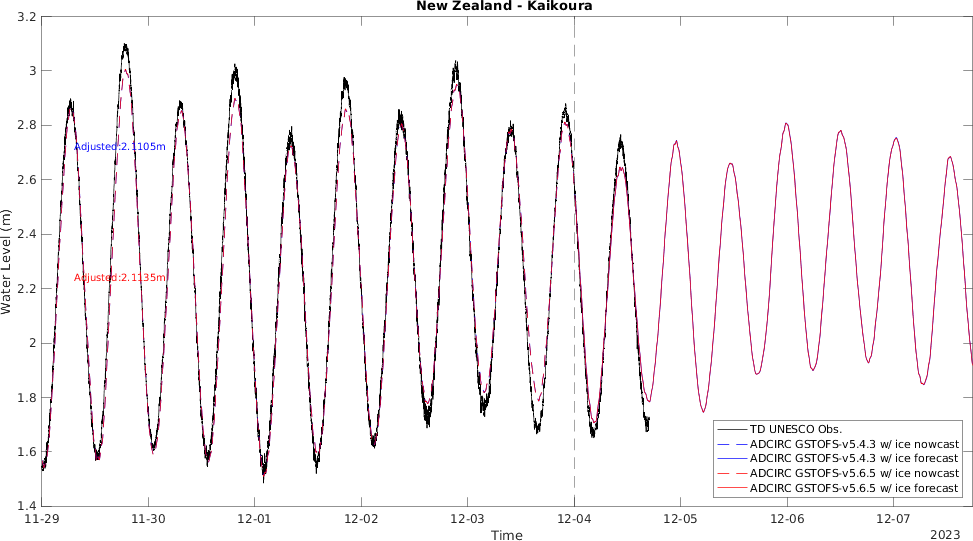 New Zealand - Kaikoura
3.2
3
2.8
2.6
2.4
2.2
2
1.8
1.6
1.4
Water Level (m)
Adjusted:2.1105m
Adjusted:2.1135m
TD UNESCO Obs.
ADCIRC GSTOFS-v5.4.3 w/ ice nowcast
ADCIRC GSTOFS-v5.4.3 w/ ice forecast
ADCIRC GSTOFS-v5.6.5 w/ ice nowcast
ADCIRC GSTOFS-v5.6.5 w/ ice forecast
11-29 11-30 12-01 12-02 12-03 12-04 12-05 12-06 12-07
Time
2023